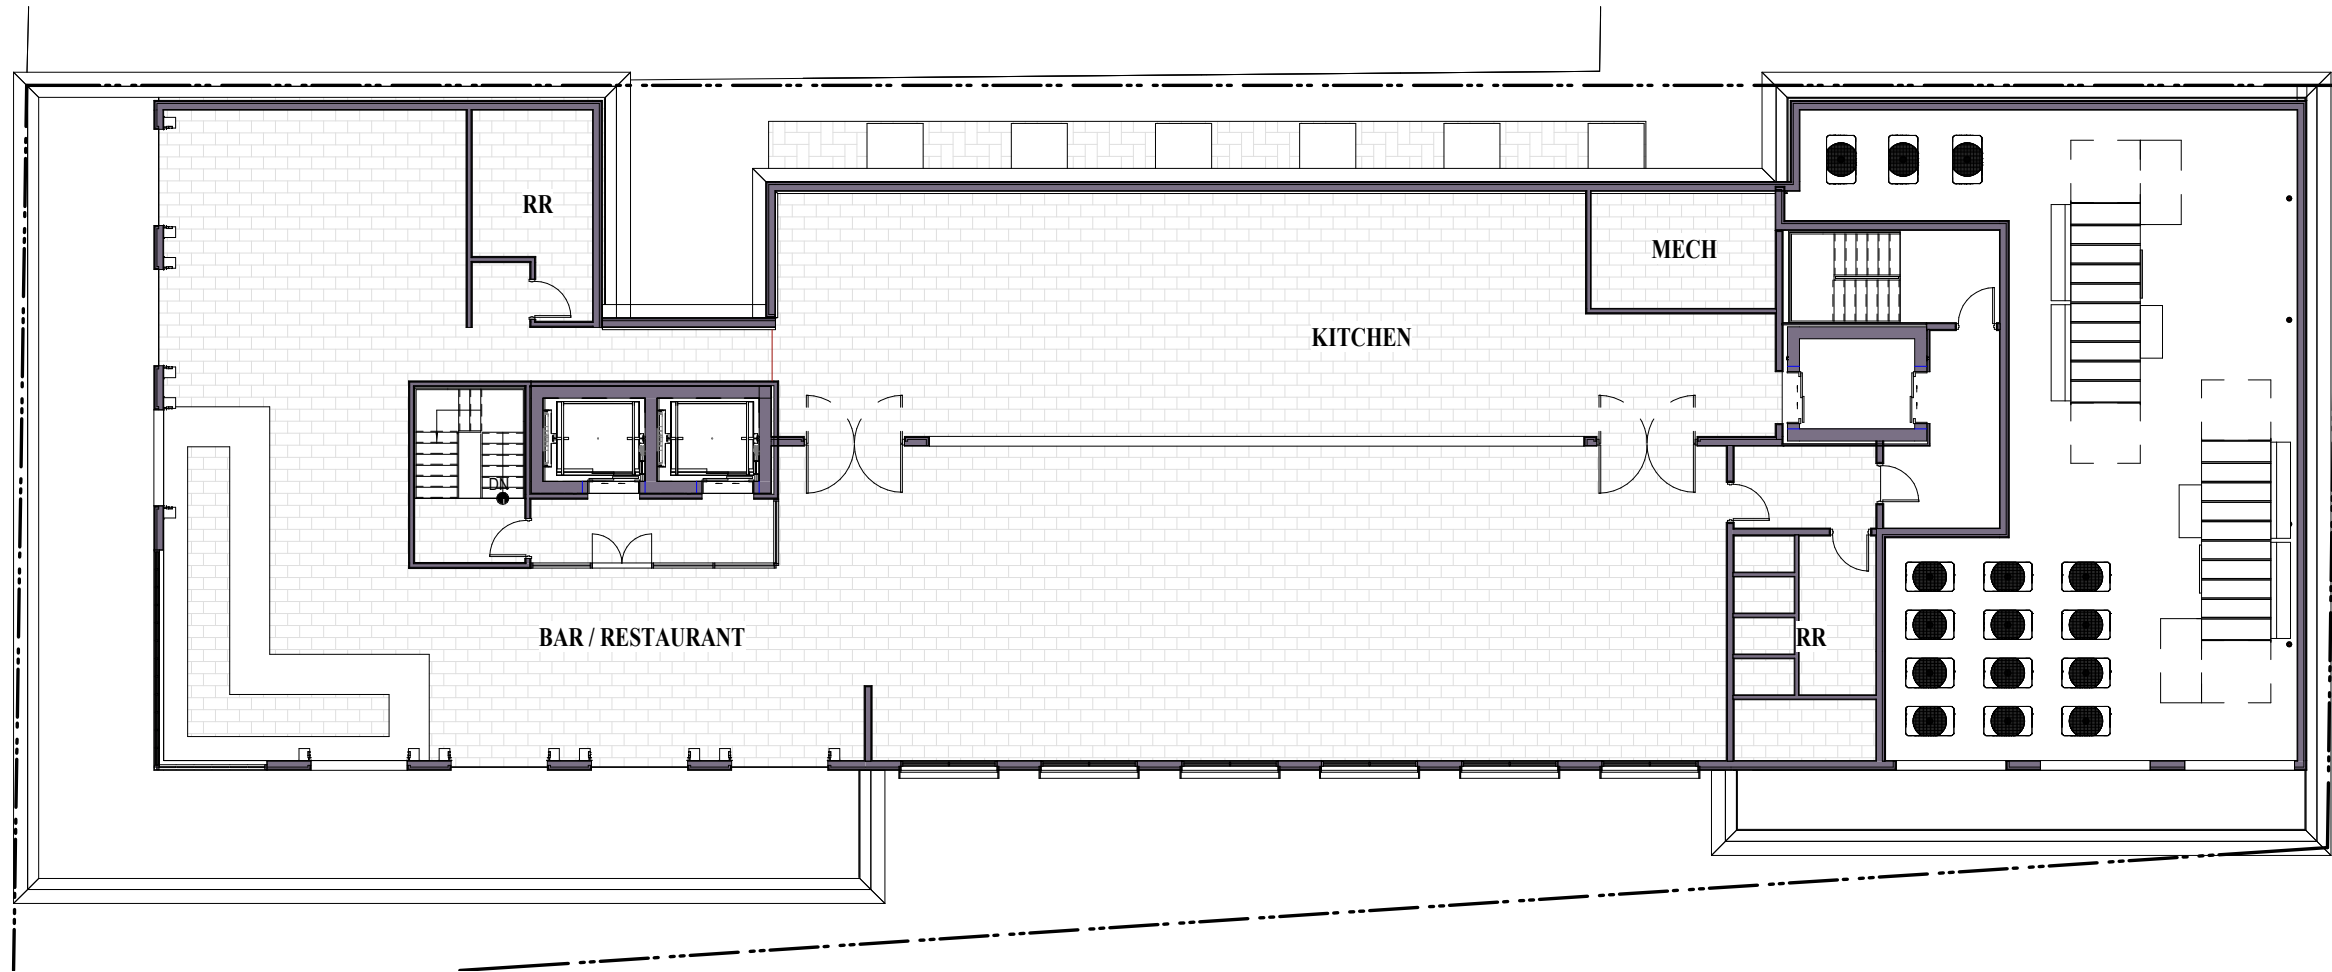 RR
MECH
KITCHEN
DN
BAR / RESTAURANT
RR